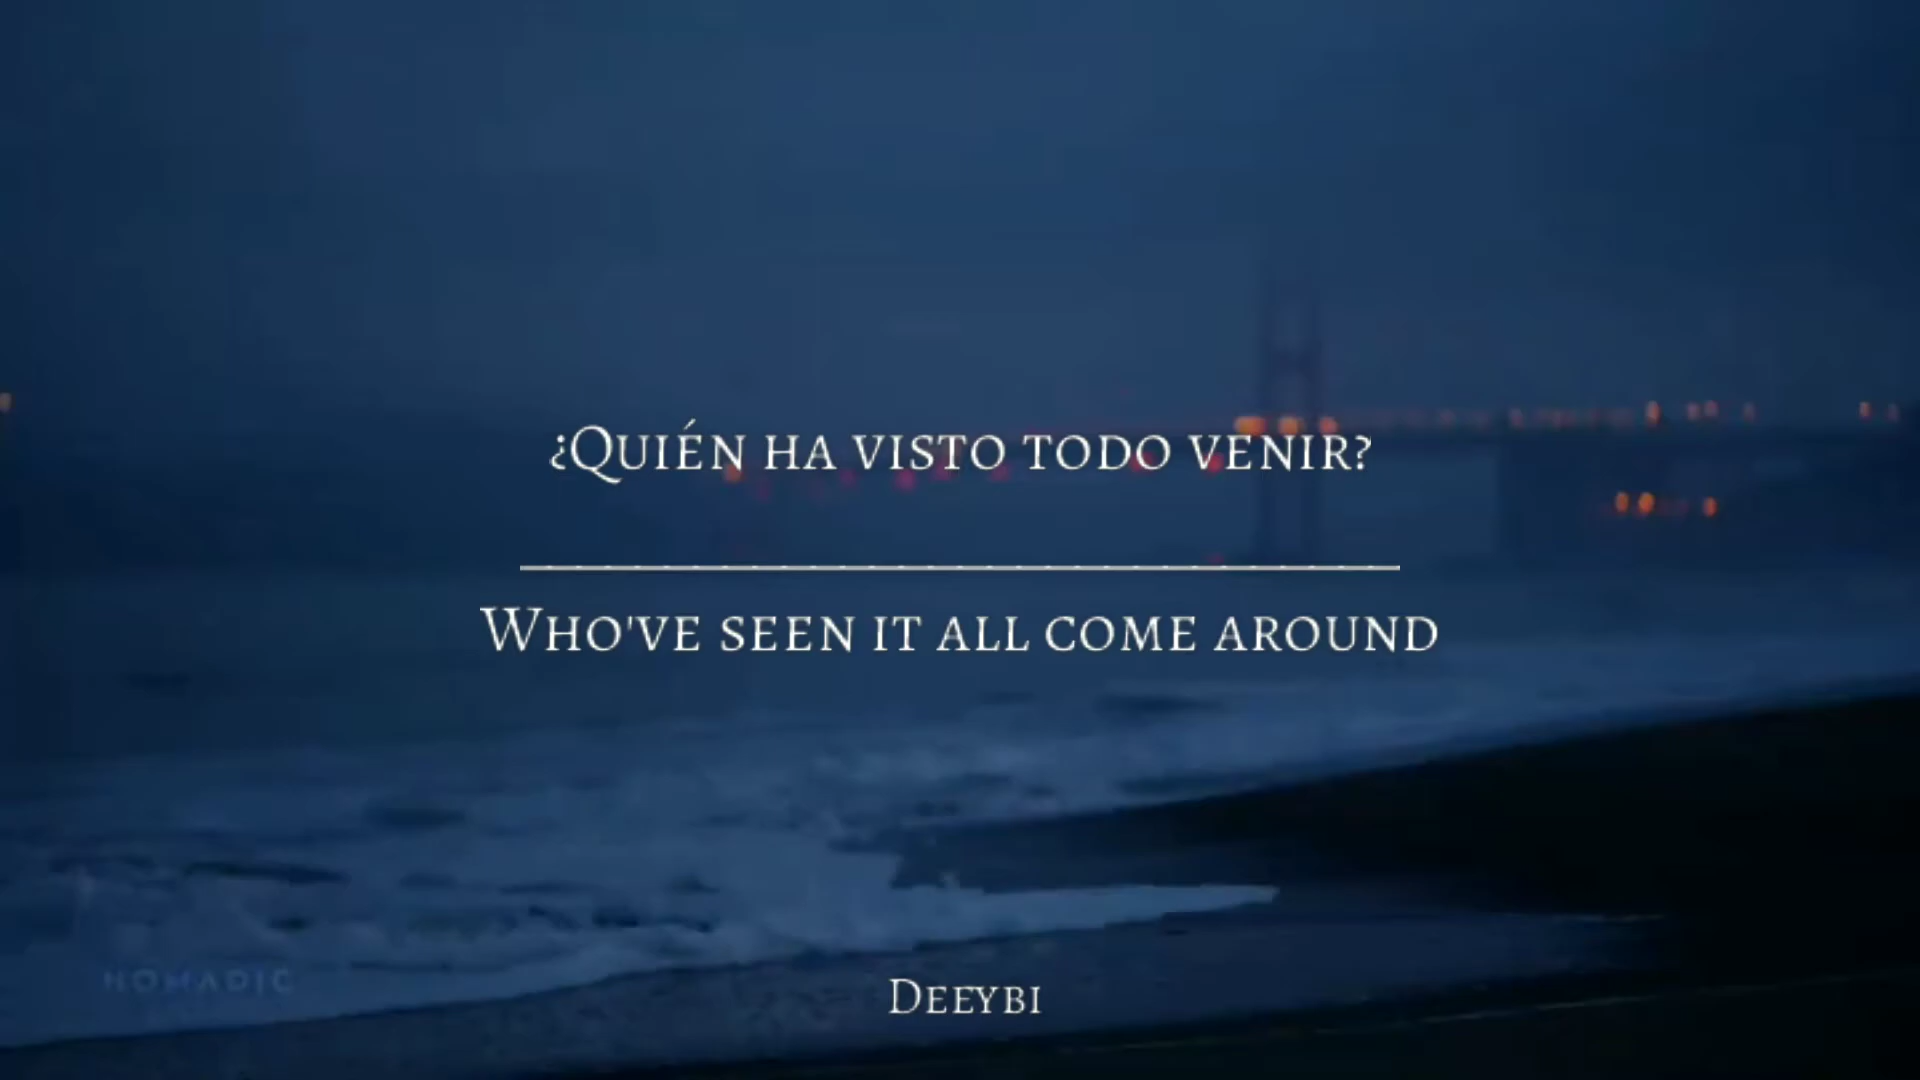 ¿Quién ha visto todo venir?
Who've seen it all come around
NOMADIC
Deeybi